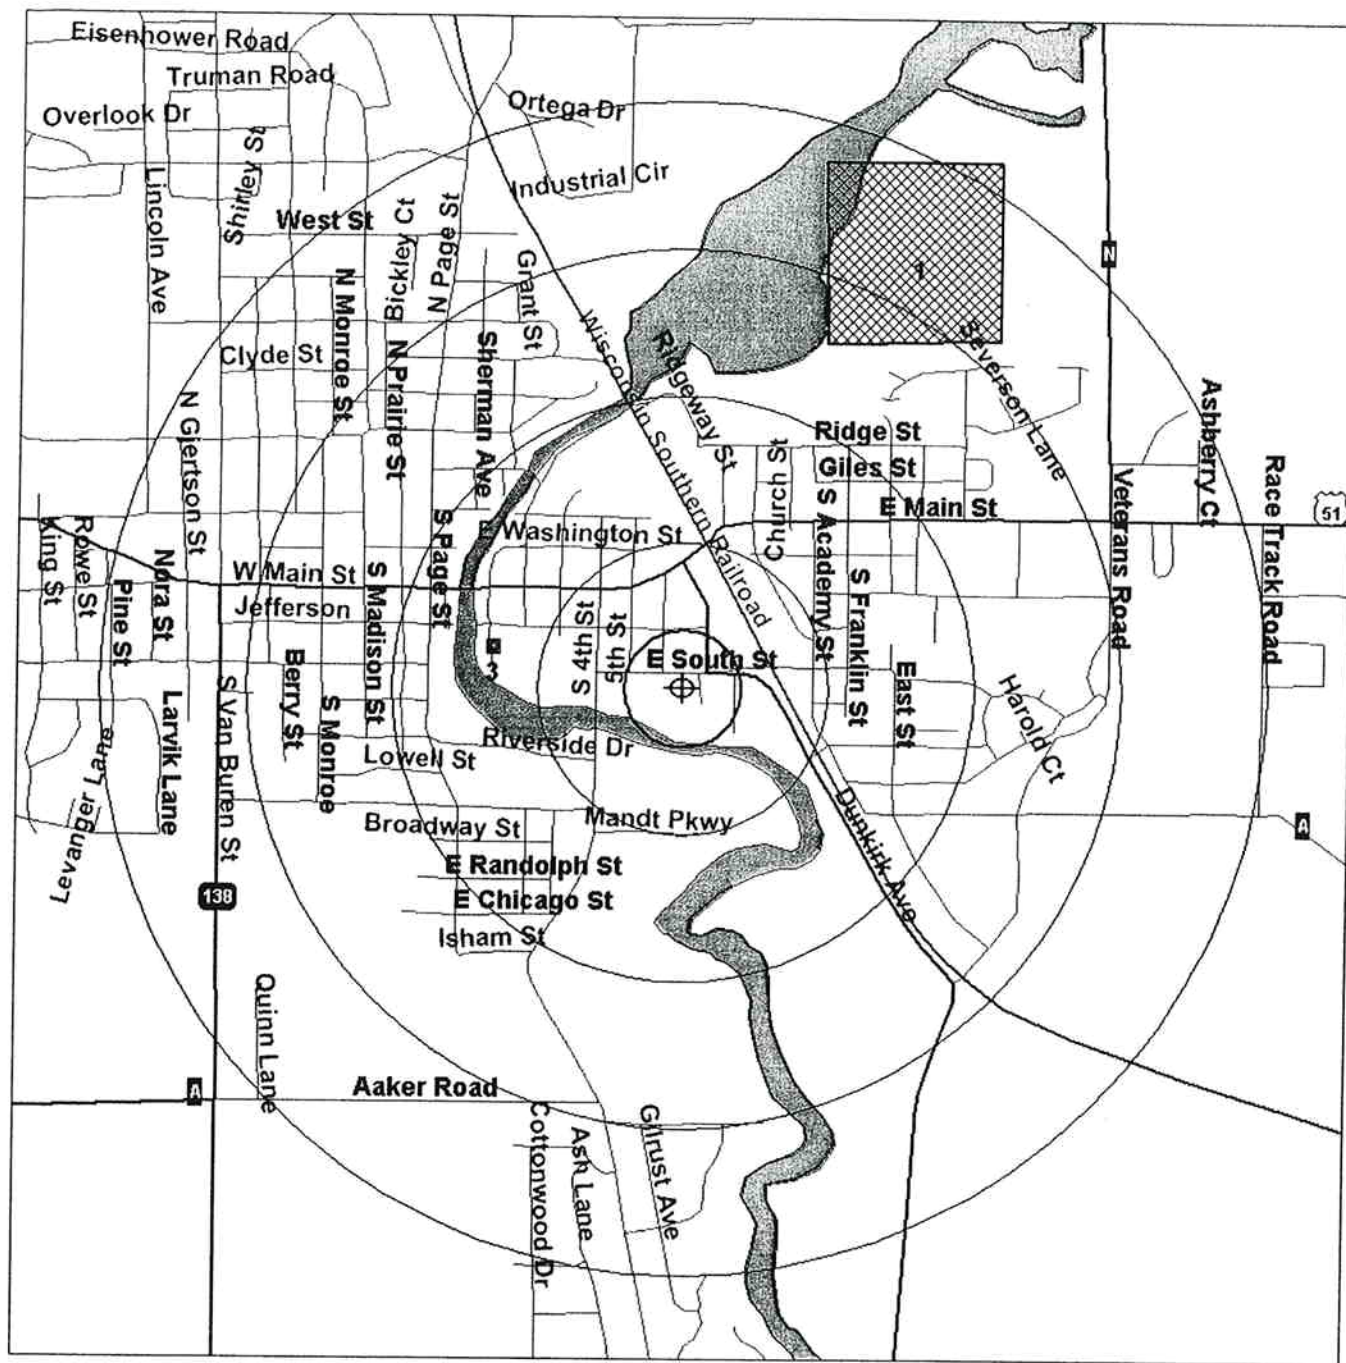 Eisenhower Road
Truman Road
Overlook Dr
Ortega Dr
Shirley St
Industrial Cir
Lincoln Ave
West St
Bickley Ct
N Page St
Grant St
N
1
N Monroe St
Wisconsin Southern Railroad
Severson Lane
Clyde St
N Prairie St
Sherman Ave
Ridgeway St
Ashberry Ct
N Gjertson St
Church St
Ridge St
Giles St
E Main St
Race Track Road
Veterans Road
51
King St
Rowe St
Pine St
Nora St
S Page St
E Washington St
S Academy St
W Main St
Jefferson
S Madison St
S Franklin St
S 4th St
5th St
3
E South St
East St
Harold Ct
Berry St
S Monroe
Larvik Lane
S Van Buren St
Levanger Lane
Riverside Dr
Lowell St
Mandt Pkwy
Dunkirk Ave
Broadway St
A
E Randolph St
E Chicago St
138
Isham St
Quinn Lane
A
Aaker Road
Cottonwood Dr
Ash Lane
Gilrust Ave